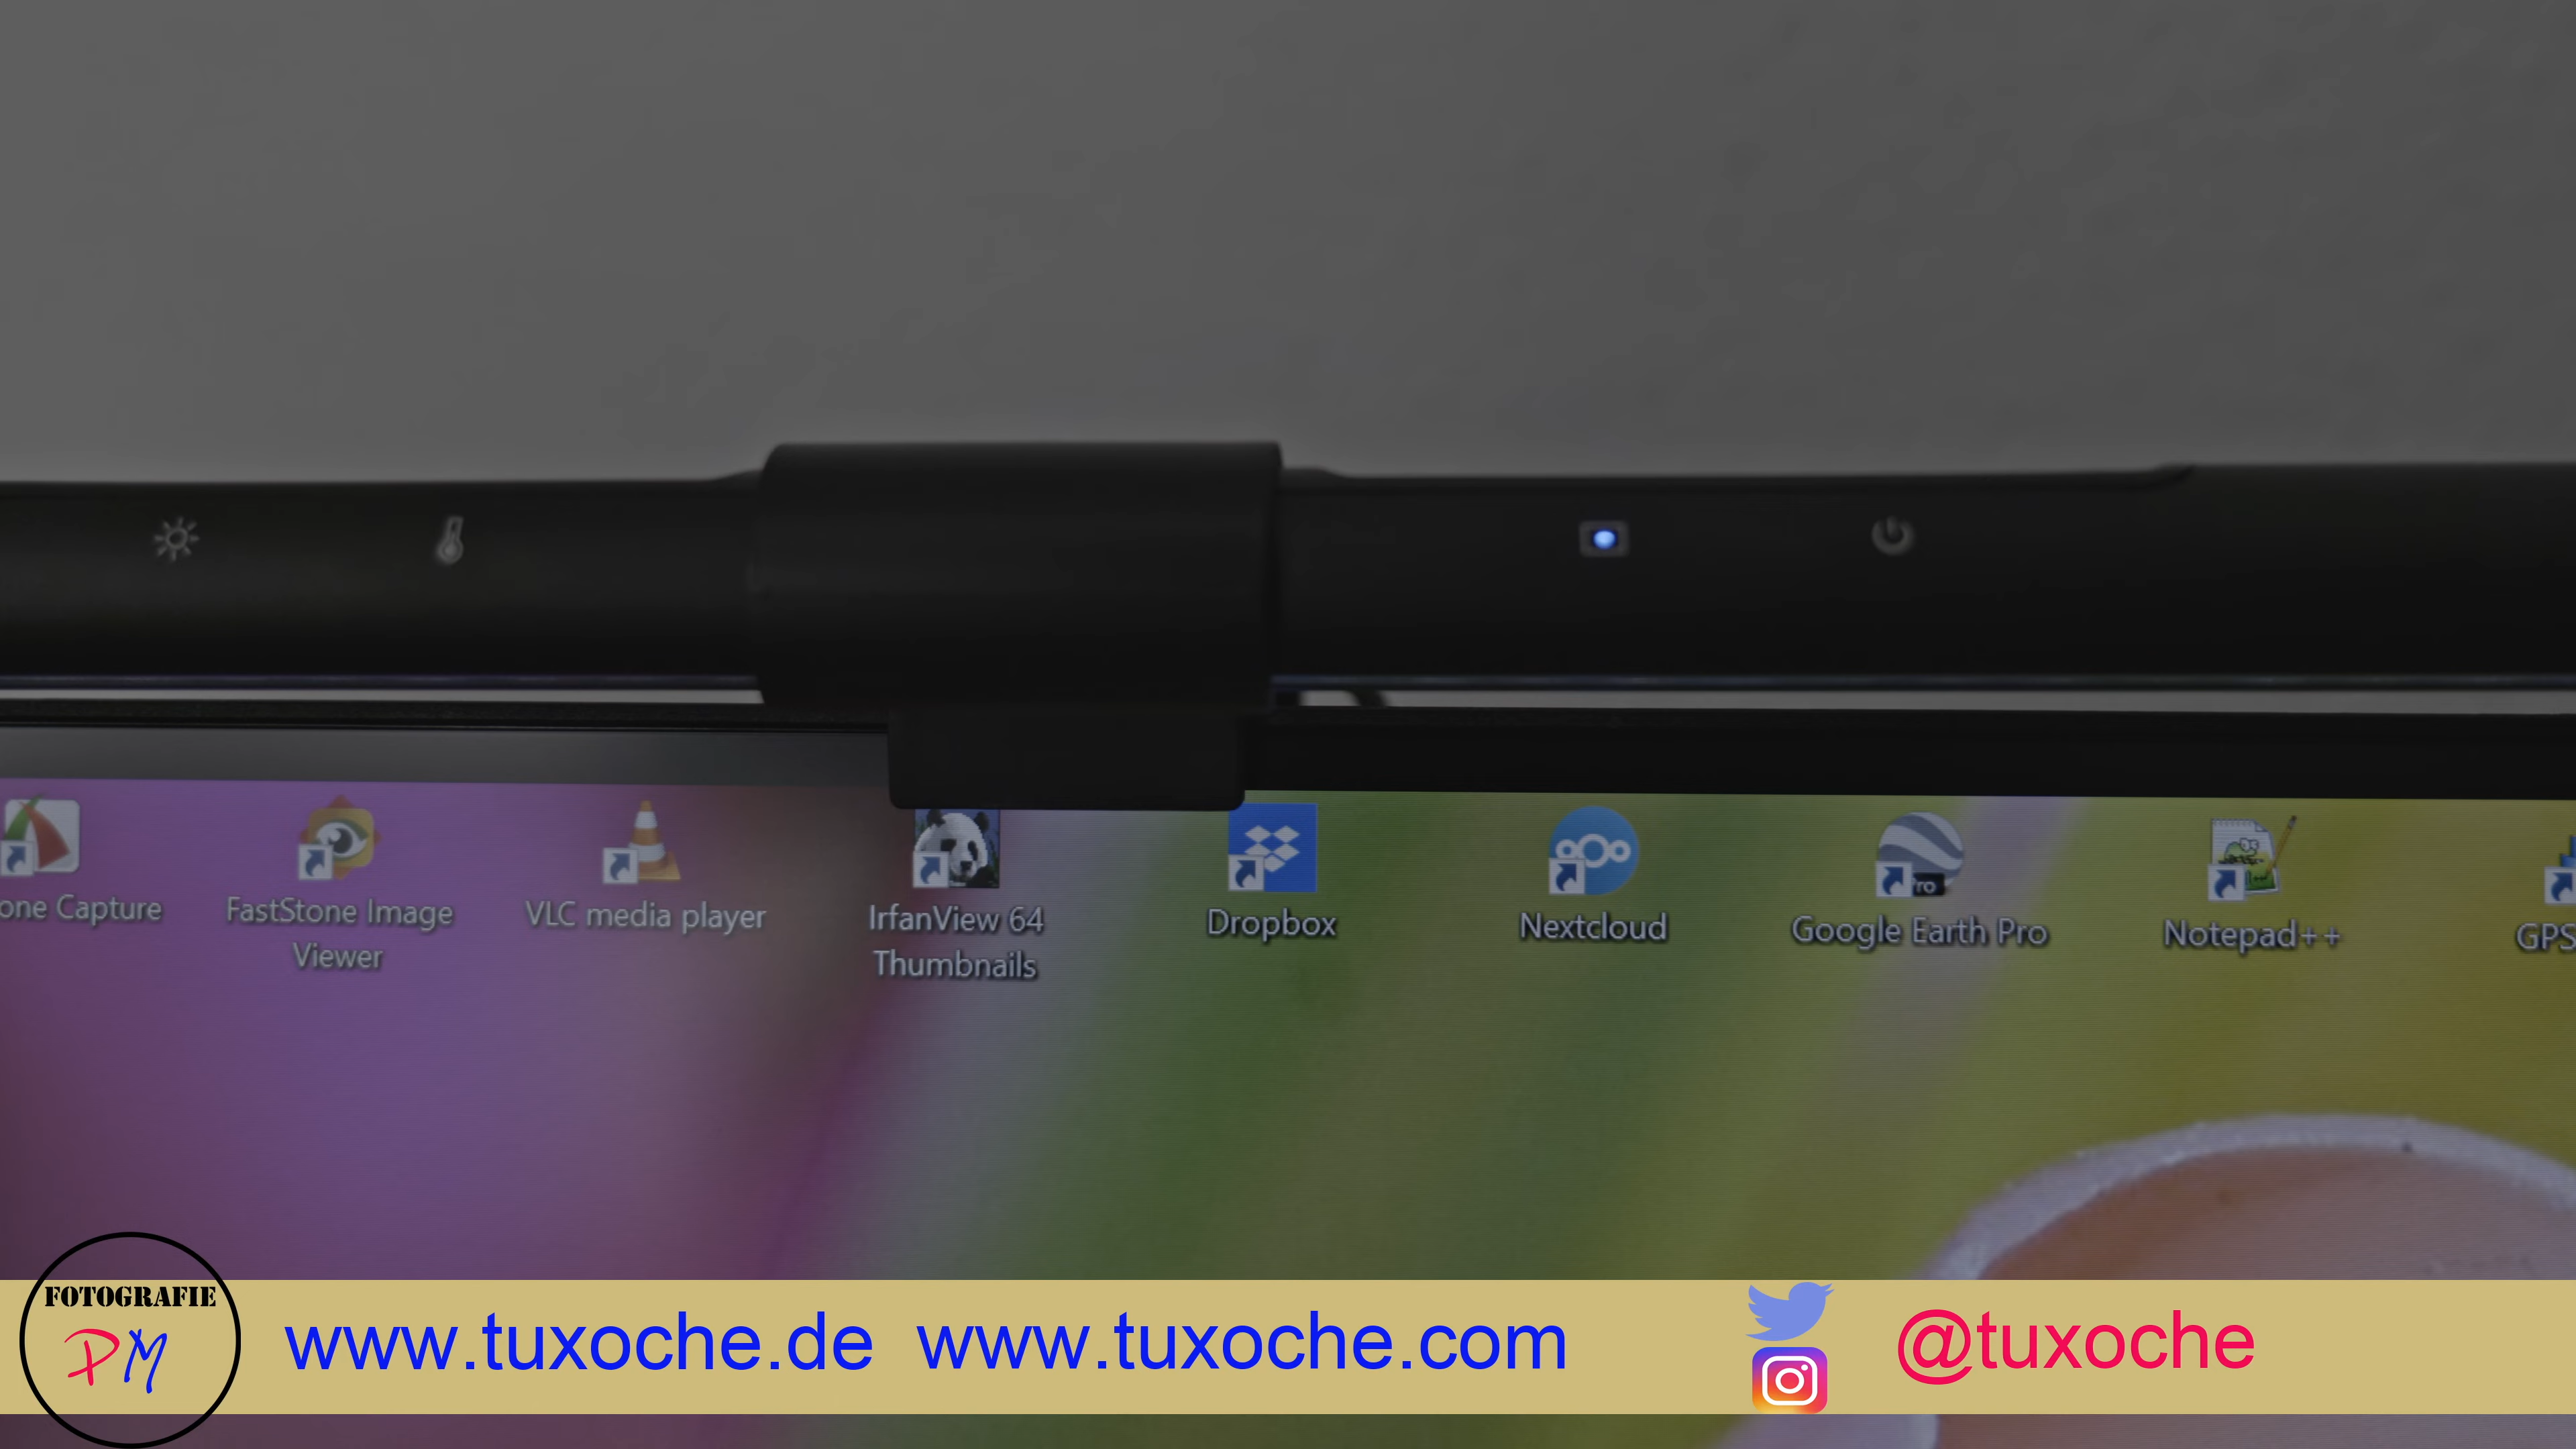 one Capture
FastStone Image
Viewer
VLC media player
IrfanView 64
Thumbnails
Dropbox
Nextcloud
Google Earth Pro
Notepad++
GPS
FOTOGRAFIE
PM
www.tuxoche.de www.tuxoche.com
@tuxoche